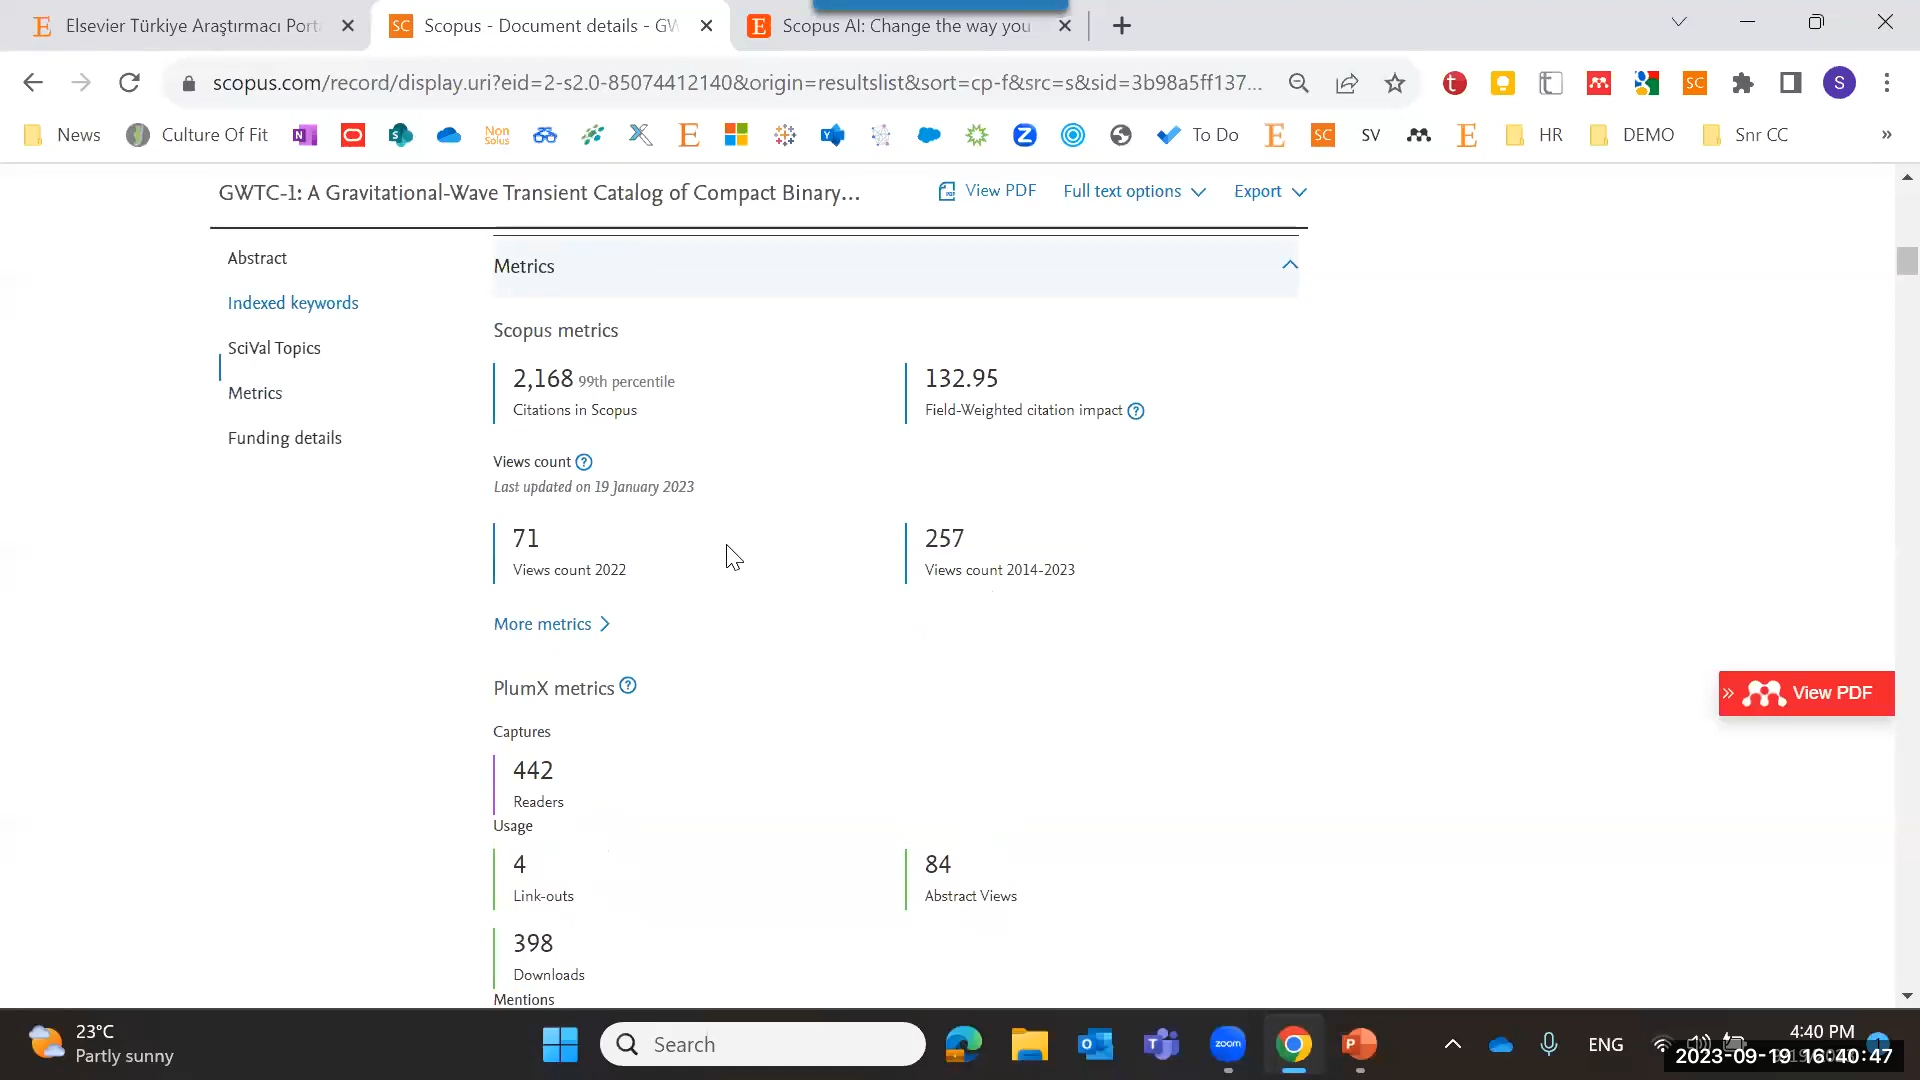 Elsevier Türkiye Araştırmacı Port
Scopus - Document details - GW
Scopus AI: Change the way you
scopus.com/record/display.uri?eid=2-s2.0-85074412140&origin=resultslist&sort=cp-f&src=s&sid=3b98a5ff137...
News
Culture Of Fit
Non Solus
To Do
SC
SV
HR
DEMO
Snr CC
GWTC-1: A Gravitational-Wave Transient Catalog of Compact Binary...
View PDF
Full text options
Export
Abstract
Indexed keywords
SciVal Topics
Metrics
Funding details
Metrics
Scopus metrics
2,168 99th percentile
Citations in Scopus
132.95
Field-Weighted citation impact
Views count
Last updated on 19 January 2023
71
Views count 2022
257
Views count 2014-2023
More metrics
PlumX metrics
Captures
442
Readers
Usage
4
Link-outs
84
Abstract Views
398
Downloads
Mentions
View PDF
23°C
Partly sunny
Search
zoom
ENG
4:40 PM
2023-09-19 16:40:47